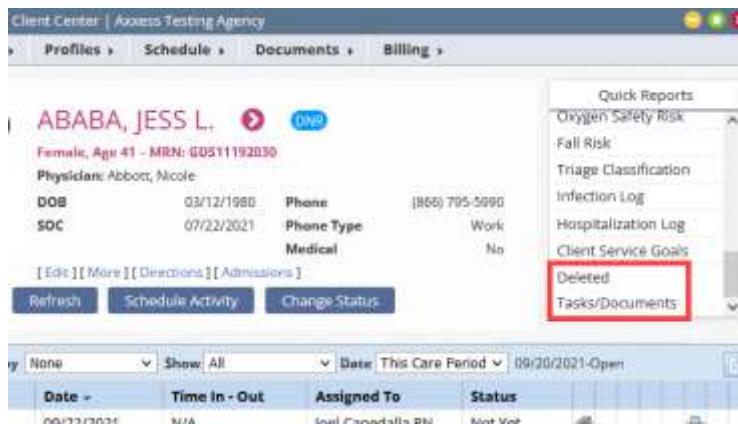 Client Center | Axxess Testing Agency
Profiles Schedule Documents Billing
Quick Reports
ABABA, JESS L. DNR
Oxygen Safety Risk
Female, Age 41 - MRN: GDS11192030
Fall Risk
Physician: Abbott, Nicole
Triage Classification
DOB 03/12/1980 Phone (866) 795-5990
Infection Log
SOC 07/22/2021 Phone Type Work
Hospitalization Log
Medical No
Client Service Goals
[ Edit ] [ More ] [ Directions ] [ Admissions ]
Deleted
Tasks/Documents
Refresh Schedule Activity Change Status
None Show All Date This Care Period 09/20/2021-Open
Date Time In - Out Assigned To Status
09/22/2021 N/A Not Yet